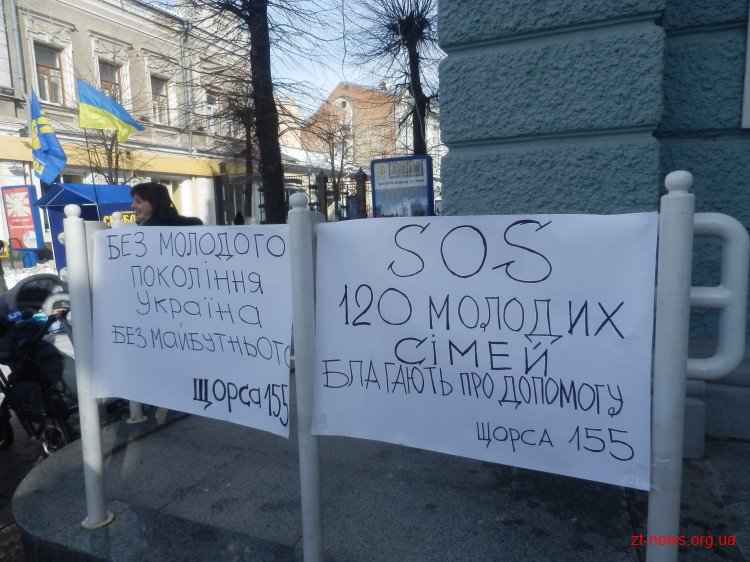 БЕЗ МОЛОДОГО
ПОКОЛІННЯ
УКРАЇНА
БЕЗ МАЙБУТНЬОГО
ЩОРСА 155
SOS
120 МОЛОДИХ
СІМЕЙ
БЛАГАЮТЬ ПРО ДОПОМОГУ
ЩОРСА 155
zt-news.org.ua